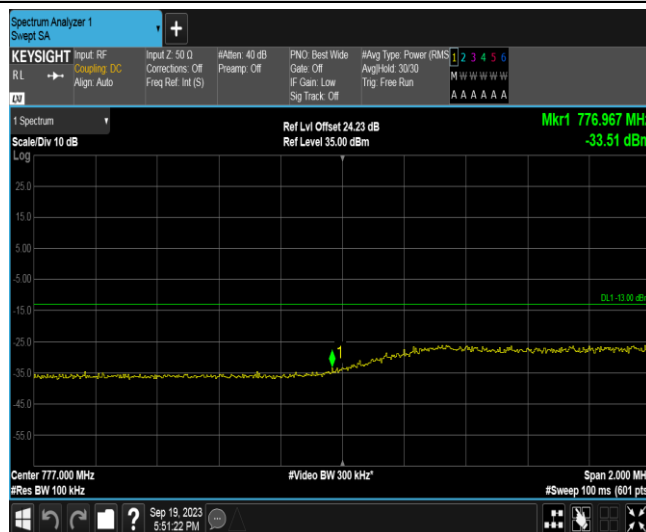 Spectrum Analyzer 1
Swept SA
+
KEYSIGHT
RL
LXI
Input: RF
Coupling: DC
Align: Auto
Input Z: 50 Ω
Corrections: Off
Freq Ref: Int (S)
#Atten: 40 dB
Preamp: Off
PNO: Best Wide
Gate: Off
IF Gain: Low
Sig Track: Off
#Avg Type: Power (RMS
Avg|Hold: 30/30
Trig: Free Run
1 2 3 4 5 6
M W W W W W
A A A A A A
1 Spectrum
Scale/Div 10 dB
Ref Lvl Offset 24.23 dB
Ref Level 35.00 dBm
Mkr1 776.967 MHz
-33.51 dBm
Log
25.0
15.0
5.00
-5.00
-15.0
-25.0
-35.0
-45.0
-55.0
DL1 -13.00 dBm
1
Center 777.000 MHz
#Res BW 100 kHz
#Video BW 300 kHz*
Span 2.000 MHz
#Sweep 100 ms (601 pts
?
Sep 19, 2023
5:51:22 PM